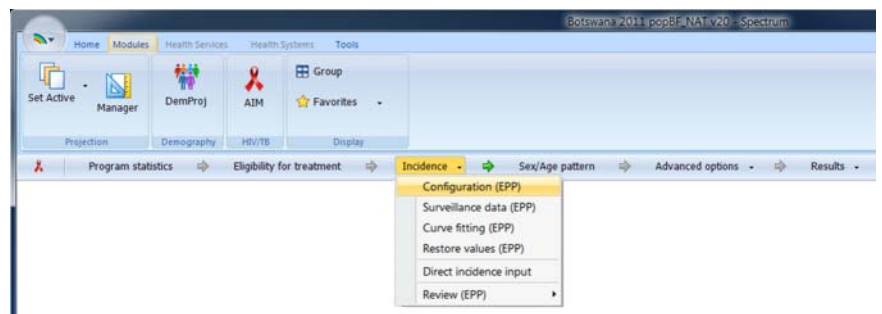 Botswana 2011 popBF_NAT v20 - Spectrum
Home Modules Health Services Health Systems Tools
Set Active Manager DemProj AIM Group
Favorites
Projection Demography HIV/TB Display
Program statistics Eligibility for treatment Incidence Sex/Age pattern Advanced options Results
Configuration (EPP)
Surveillance data (EPP)
Curve fitting (EPP)
Restore values (EPP)
Direct incidence input
Review (EPP)